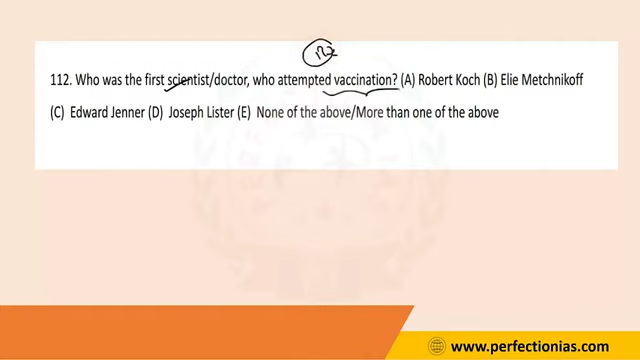 112. Who was the first scientist/doctor, who attempted vaccination? (A) Robert Koch (B) Elie Metchnikoff
(C) Edward Jenner (D) Joseph Lister (E) None of the above/More than one of the above
www.perfectionias.com